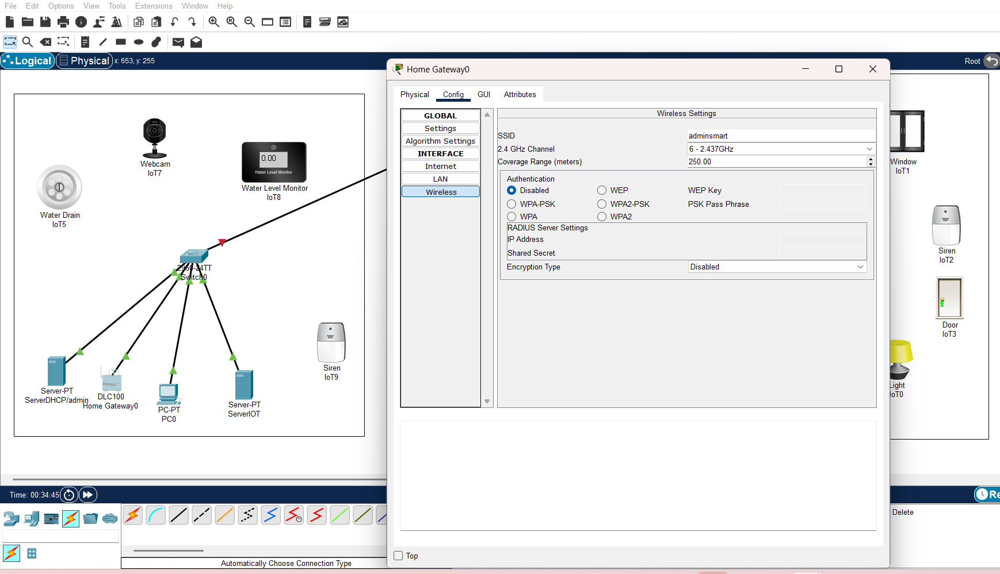 File Edit Options View Tools Extensions Window Help
Logical Physical x: 653, y: 255
Root
Home Gateway0
Physical Config GUI Attributes
GLOBAL
Settings
Algorithm Settings
INTERFACE
Internet
LAN
Wireless
Wireless Settings
SSID adminsmart
2.4 GHz Channel 6 - 2.437GHz
Coverage Range (meters) 250.00
Authentication
Disabled WEP WEP Key
WPA-PSK WPA2-PSK PSK Pass Phrase
WPA WPA2
RADIUS Server Settings
IP Address
Shared Secret
Encryption Type Disabled
Top
Webcam
IoT7
0.00
Water Level Monitor
Water Level Monitor
IoT8
Water Drain
IoT5
2960-24TT
Switch0
Siren
IoT9
Server-PT
ServerDHCP/admin
DLC100
Home Gateway0
PC-PT
PC0
Server-PT
ServerIOT
Window
IoT1
Siren
IoT2
Door
IoT3
Light
IoT0
Time: 00:34:45
Re
Delete
Automatically Choose Connection Type